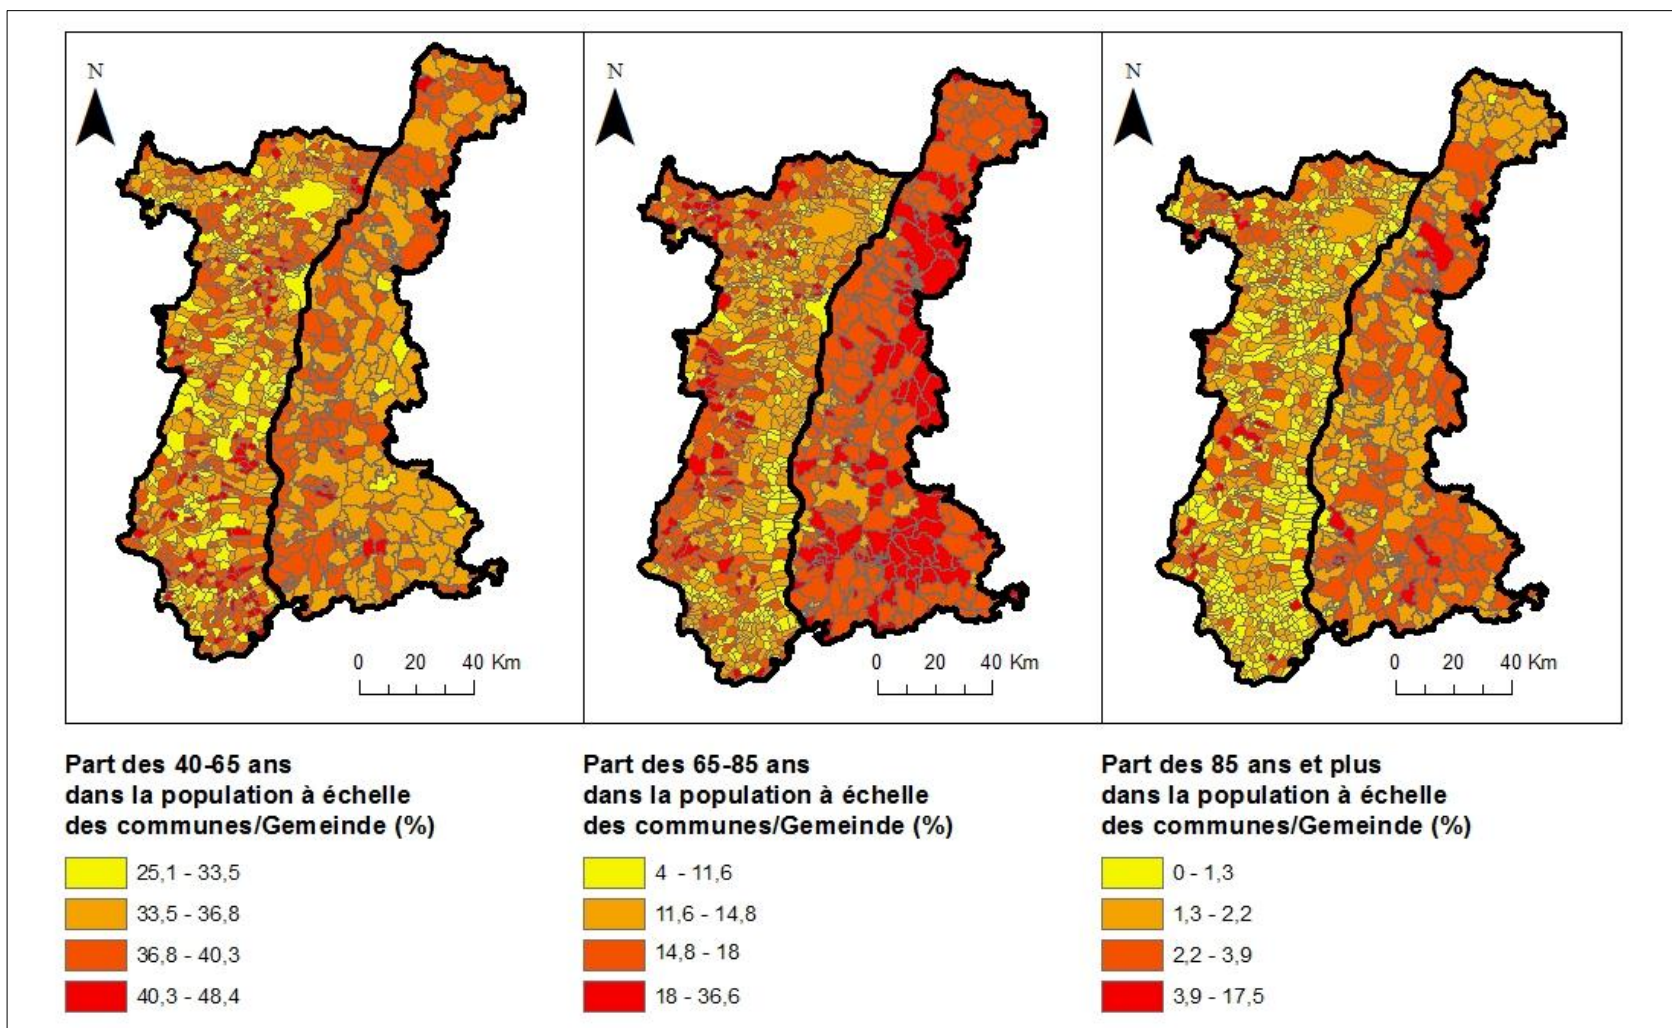 N
N
N
0 20 40 Km
0 20 40 Km
0 20 40 Km
Part des 40-65 ans
dans la population à échelle
des communes/Gemeinde (%)
25,1 - 33,5
33,5 - 36,8
36,8 - 40,3
40,3 - 48,4
Part des 65-85 ans
dans la population à échelle
des communes/Gemeinde (%)
4 - 11,6
11,6 - 14,8
14,8 - 18
18 - 36,6
Part des 85 ans et plus
dans la population à échelle
des communes/Gemeinde (%)
0 - 1,3
1,3 - 2,2
2,2 - 3,9
3,9 - 17,5